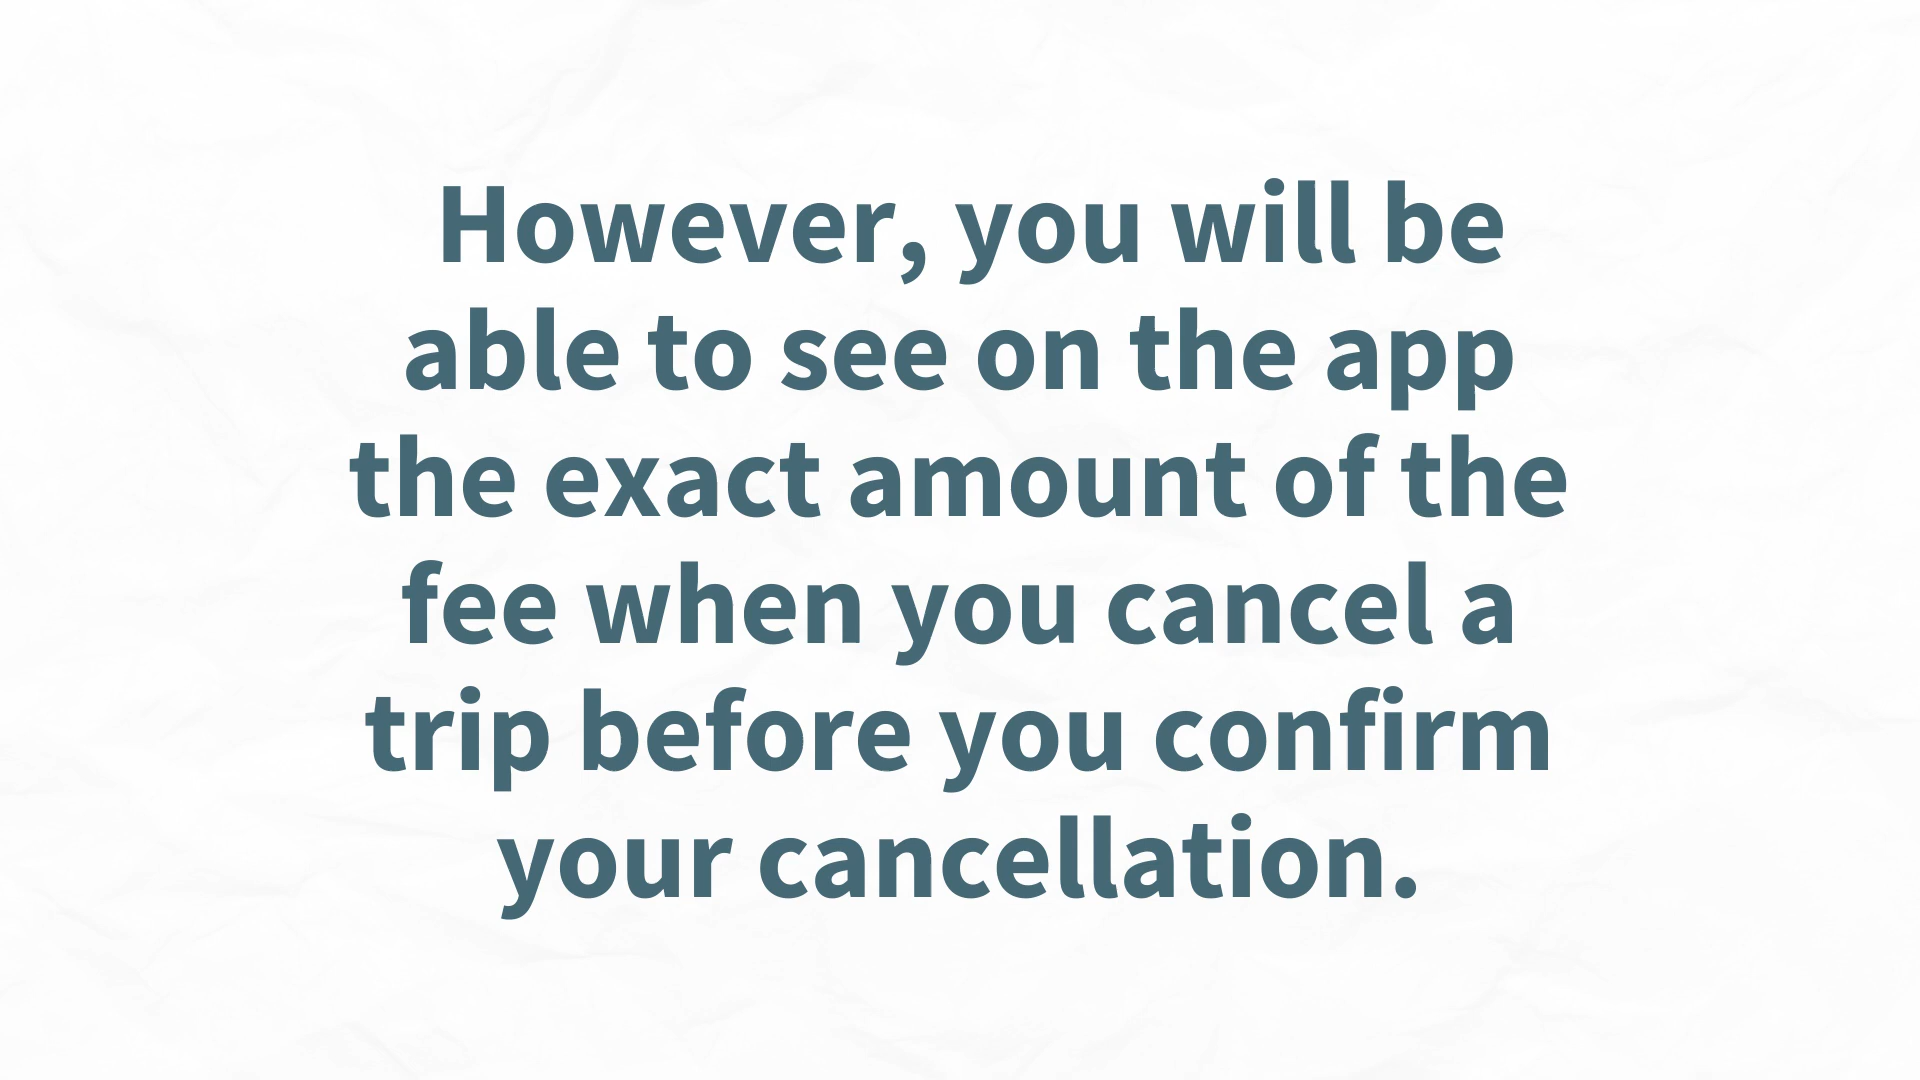 However, you will be
able to see on the app
the exact amount of the
fee when you cancel a
trip before you confirm
your cancellation.